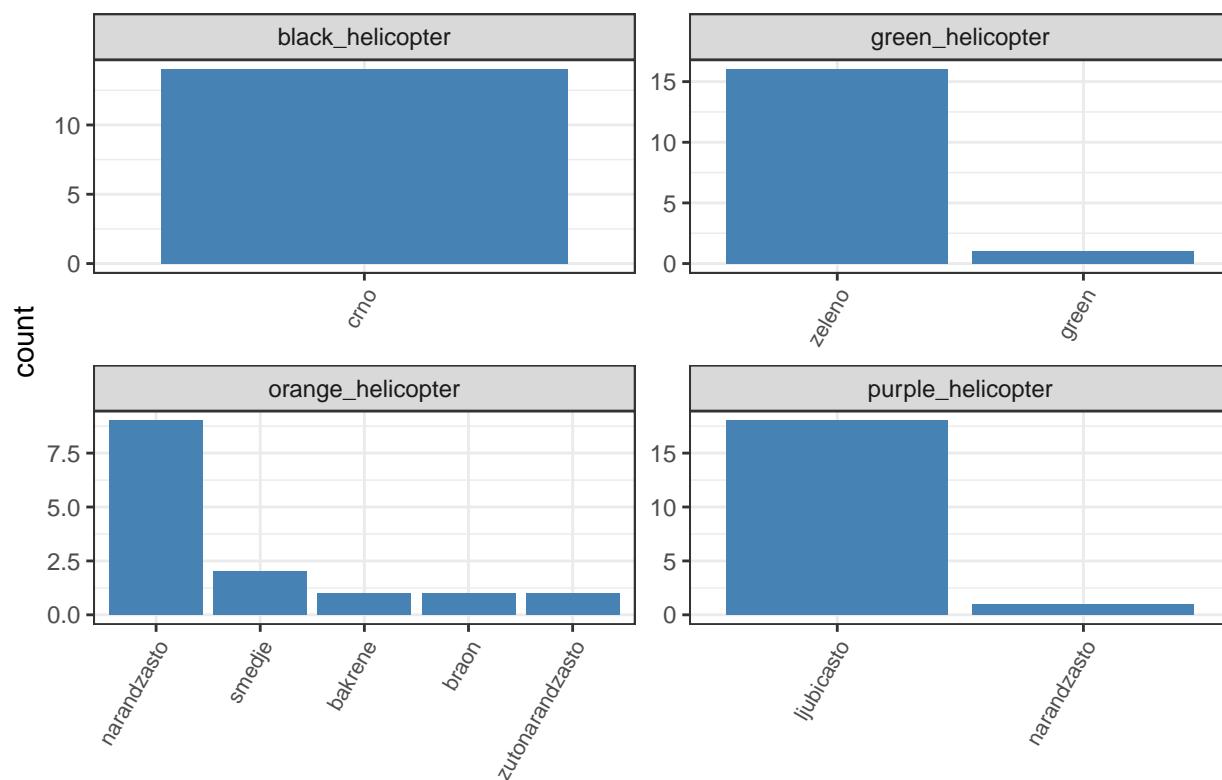 black_helicopter
green_helicopter
10
5
0
15
10
5
0
crno
zeleno
green
count
orange_helicopter
purple_helicopter
7.5
5.0
2.5
0.0
15
10
5
0
narandzasto
smedje
bakrene
braon
zutonarandzasto
ljubicasto
narandzasto